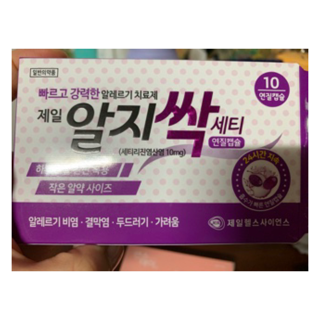 일반의약품
빠르고 강력한 알레르기 치료제
10
연질캡슐
제일
알지싹
세티
연질캡슐
(세티리진염산염 10mg)
24시간 지속
작은 알약 사이즈
알레르기 비염 · 결막염 · 두드러기 · 가려움
제일헬스사이언스